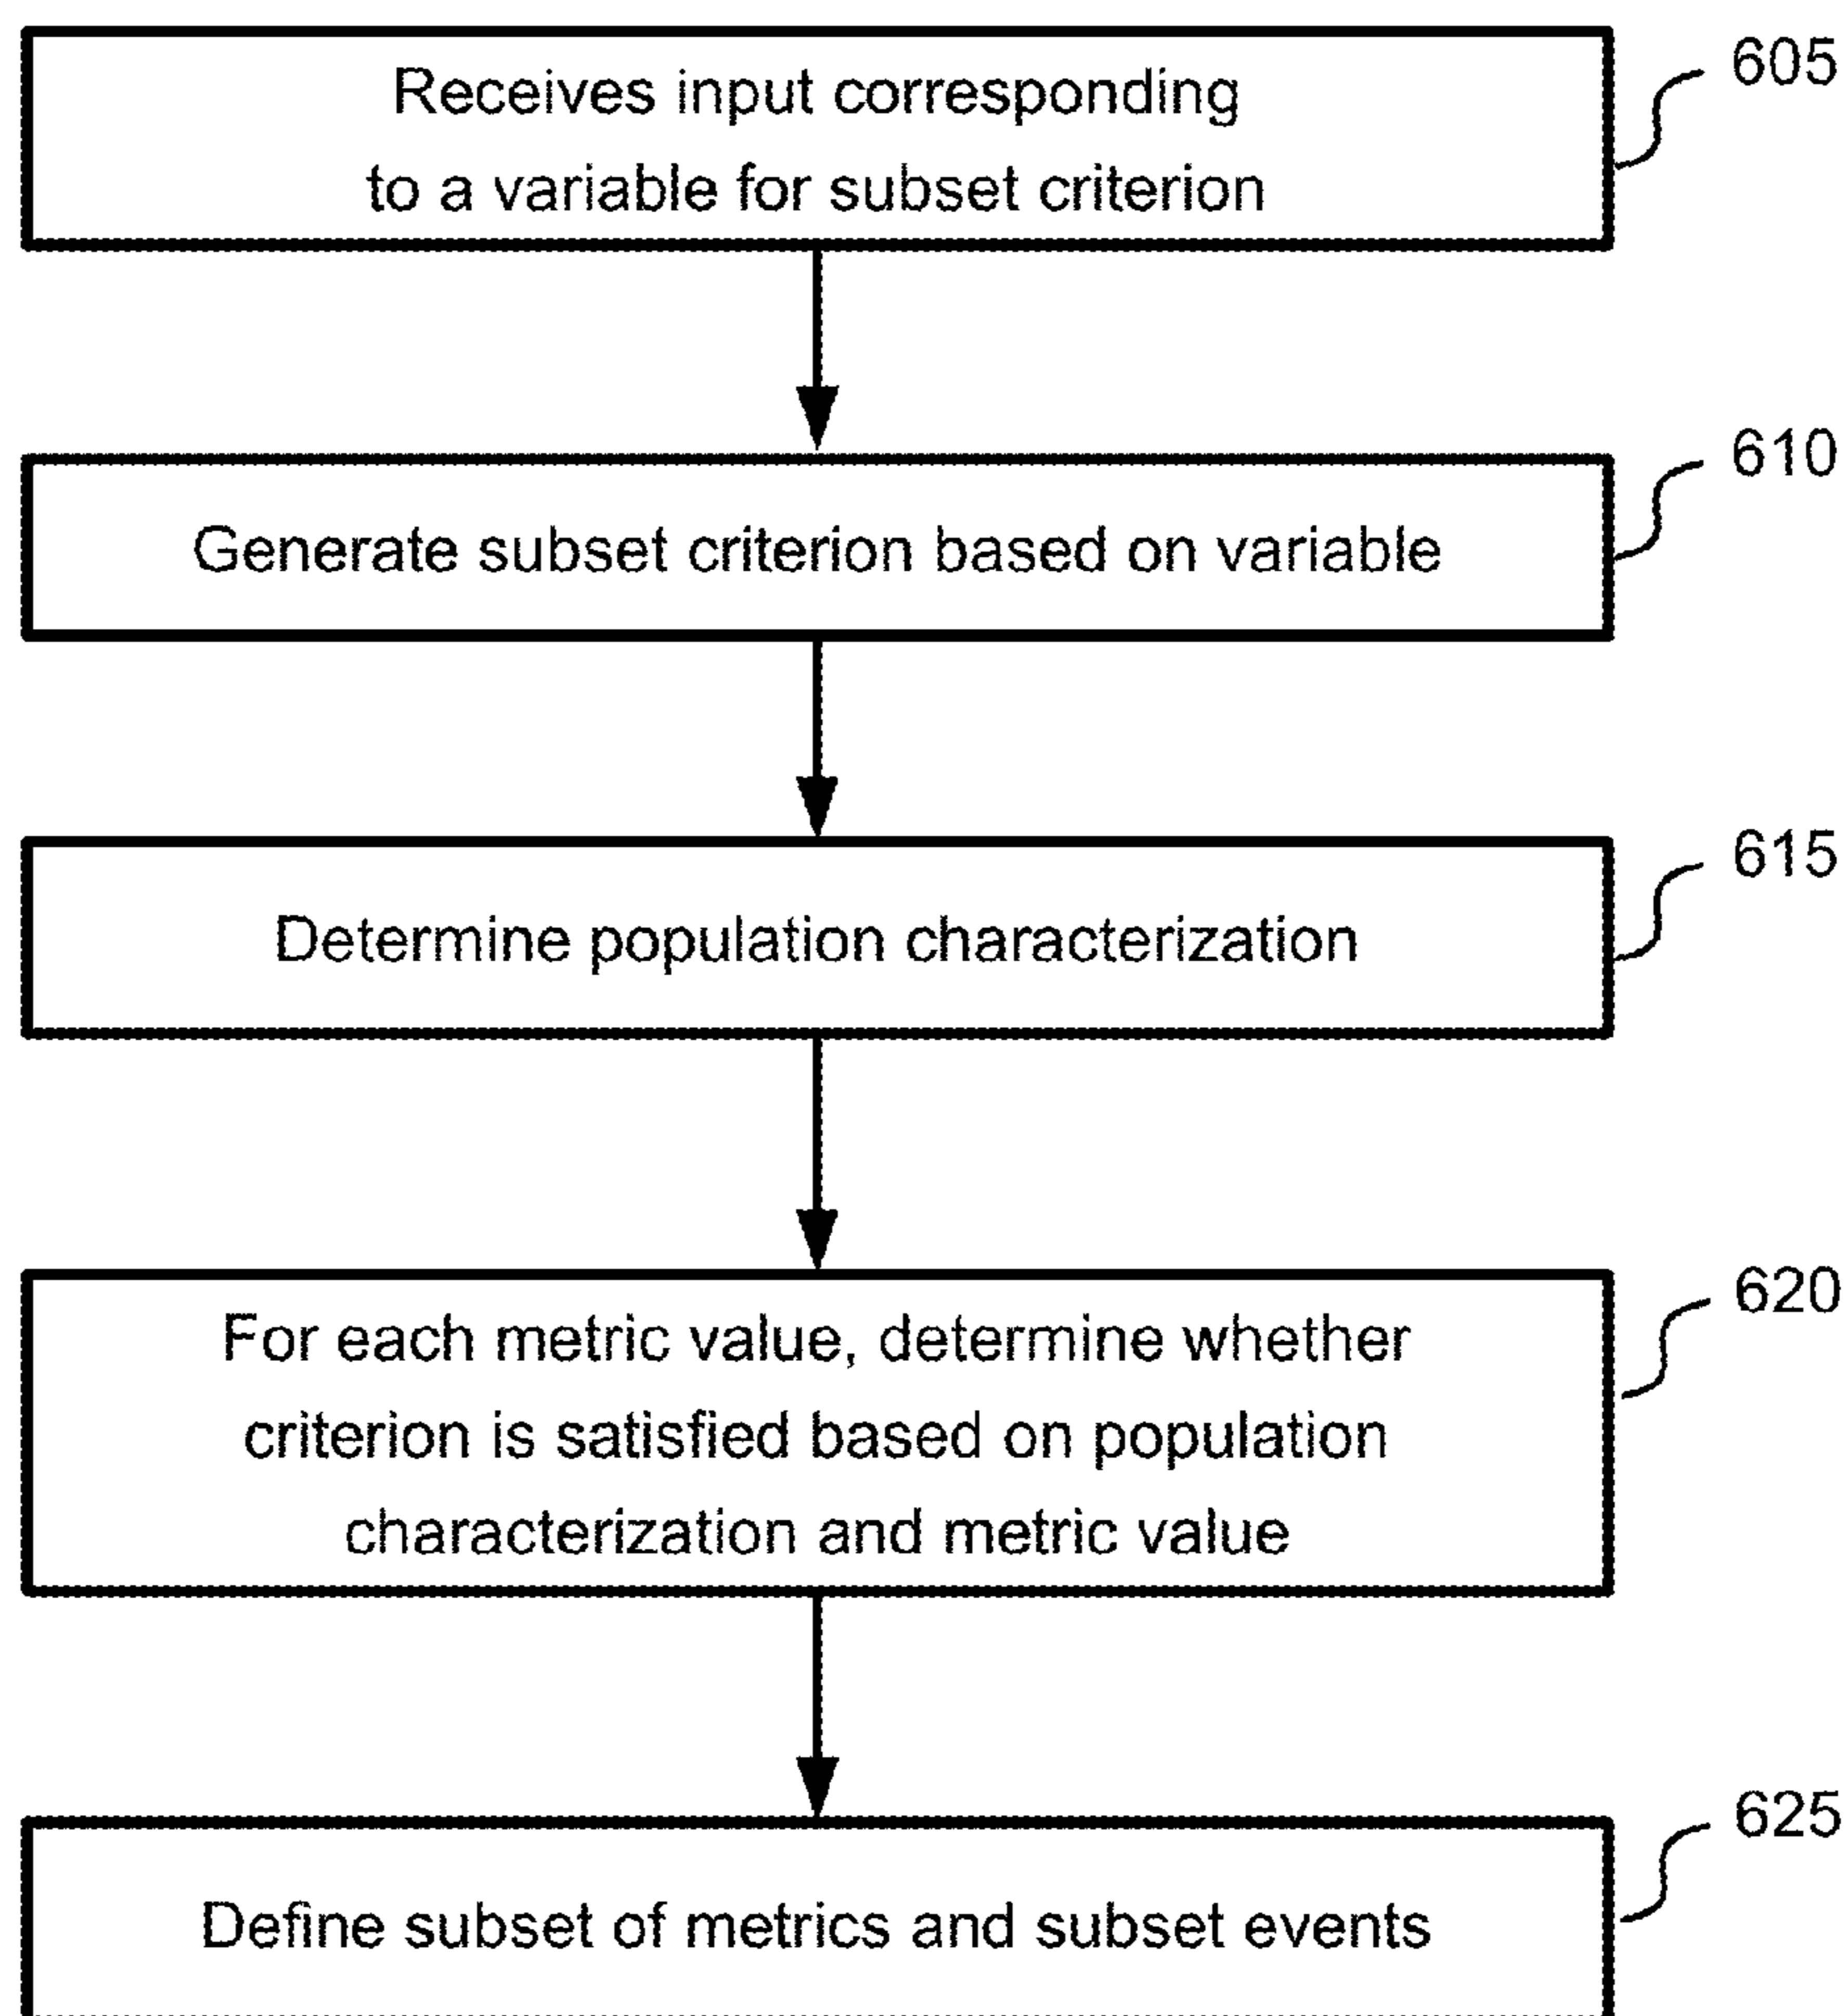 Receives input corresponding
to a variable for subset criterion
605
Generate subset criterion based on variable
610
Determine population characterization
615
For each metric value, determine whether
criterion is satisfied based on population
characterization and metric value
620
Define subset of metrics and subset events
625